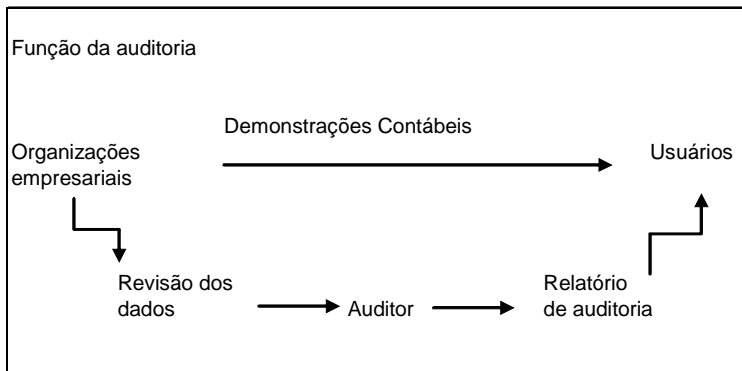 Função da auditoria
Demonstrações Contábeis
Organizações
empresariais
Usuários
Revisão dos
dados
Auditor
Relatório
de auditoria